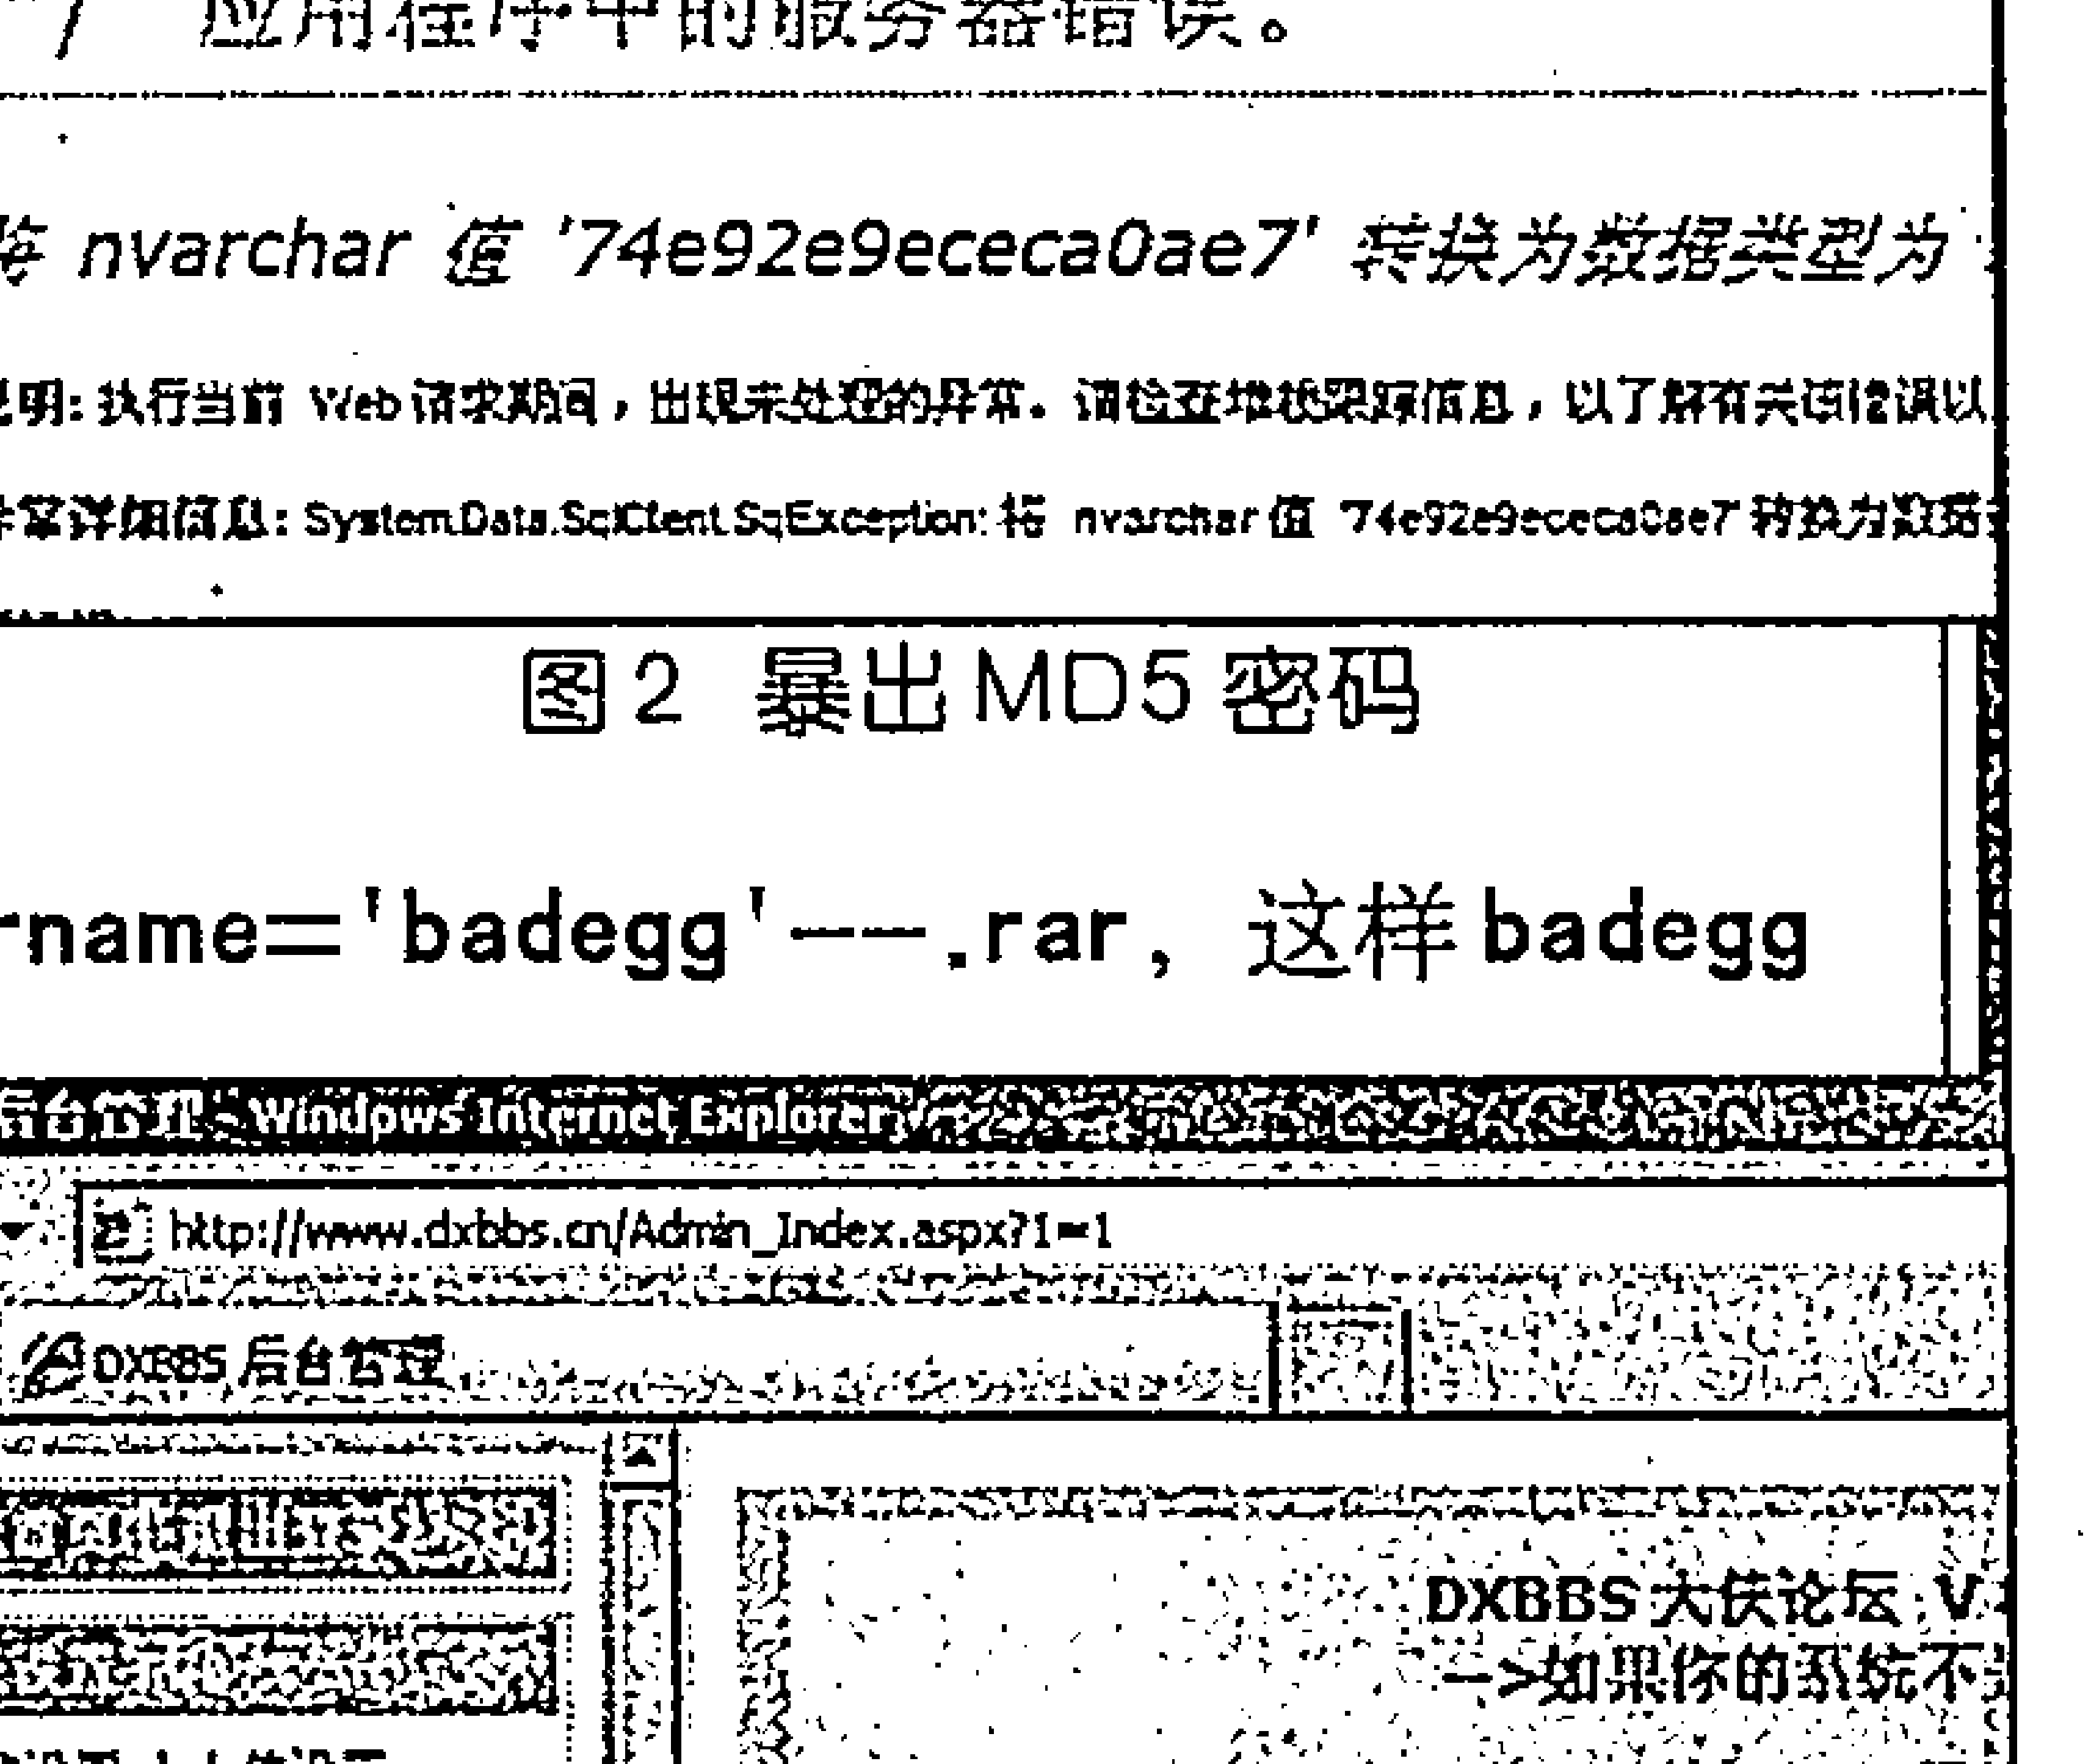 "/" 应用程序中的服务器错误。
将 nvarchar 值 '74e92e9ececa0ae7' 转换为数据类型为
说明: 执行当前 Web 请求期间，出现未处理的异常。请检查堆栈跟踪信息，以了解有关该错误以
异常详细信息: System.Data.SqlClient.SqlException: 将 nvarchar 值 '74e92e9ececa0ae7' 转换为数据
图2 暴出MD5密码
rname='badegg'--.rar，这样badegg
后台管理 - Windows Internet Explorer
http://www.dxbbs.cn/Admin_Index.aspx?1=1
DXBBS 后台管理
DXBBS 大侠论坛 V
->如果你的系统不